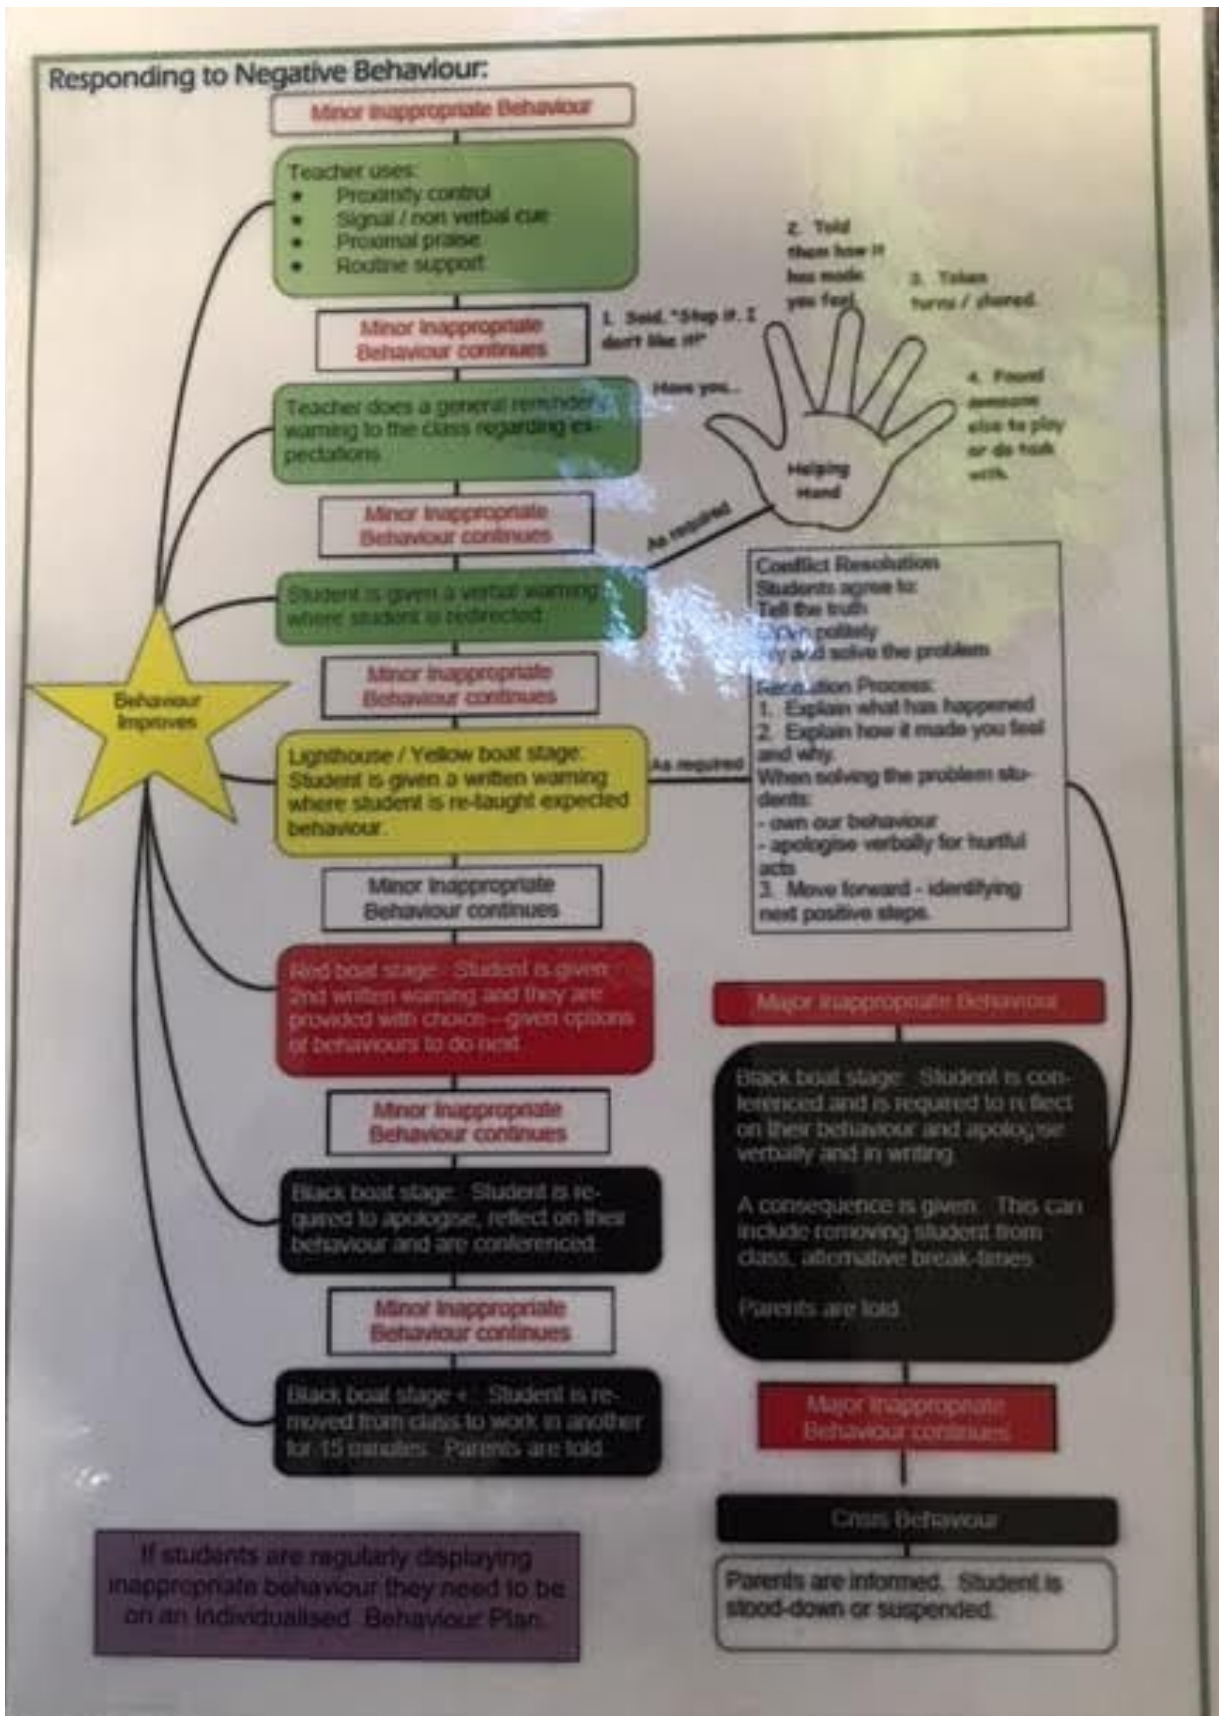 Responding to Negative Behaviour:
Minor Inappropriate Behaviour
Teacher uses:
• Proximity control
• Signal / non verbal cue
• Proximal praise
• Routine support
Minor Inappropriate
Behaviour continues
Teacher does a general reminder
warning to the class regarding ex-
pectations.
Minor Inappropriate
Behaviour continues
Student is given a verbal warning
where student is redirected.
Minor Inappropriate
Behaviour continues
Lighthouse / Yellow boat stage:
Student is given a written warning
where student is re-taught expected
behaviour.
Minor Inappropriate
Behaviour continues
Red boat stage. Student is given
2nd written warning and they are
provided with choice - given options
of behaviours to do next.
Minor Inappropriate
Behaviour continues
Black boat stage. Student is re-
quired to apologise, reflect on their
behaviour and are conferenced.
Minor Inappropriate
Behaviour continues
Black boat stage +. Student is re-
moved from class to work in another
for 15 minutes. Parents are told.
Behaviour
Improves
If students are regularly displaying
inappropriate behaviour they need to be
on an Individualised Behaviour Plan.
Have you...
1. Said, "Stop it, I
don't like it!"
2. Told
them how it
has made
you feel.
3. Taken
turns / shared.
4. Found
someone
else to play
or do task
with.
Helping
Hand
As required
As required
Conflict Resolution
Students agree to:
Tell the truth
politely
and solve the problem
Process:
1. Explain what has happened
2. Explain how it made you feel
and why.
When solving the problem stu-
dents:
- own our behaviour
- apologise verbally for hurtful
acts
3. Move forward - identifying
next positive steps.
Major Inappropriate Behaviour
Black boat stage. Student is con-
ferenced and is required to reflect
on their behaviour and apologise
verbally and in writing.
A consequence is given. This can
include removing student from
class, alternative break-times.
Parents are told.
Major Inappropriate
Behaviour continues
Crisis Behaviour
Parents are informed. Student is
stood-down or suspended.